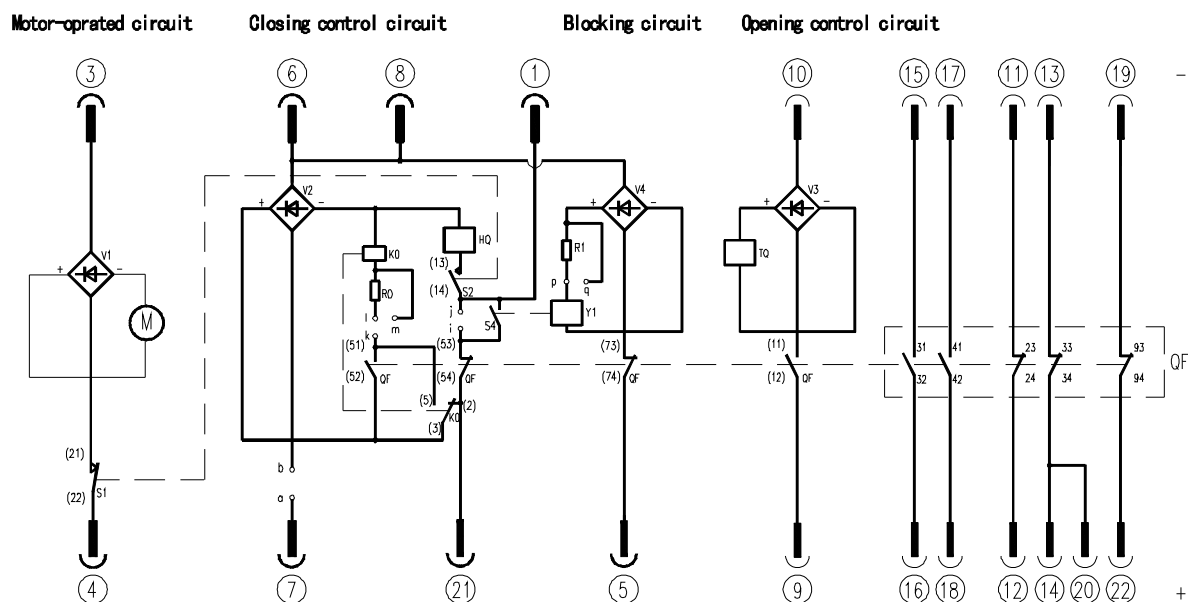 Motor-oprated circuit Closing control circuit Blocking circuit Opening control circuit
3 6 8 1 10 15 17 11 13 19 -
V2 V4 V3
+ - + - + -
HQ R1 TQ
V1 K0 (13)
+ - (14) S2 p q
R0 j Y1
M l m i S4
k
(51) (53) (73) (11) 31 41 23 33 93
QF
(52) QF (54) QF (74) QF (12) QF 32 42 24 34 94
(5) (2)
K0
(3)
(21)
b
(22) S1 a
4 7 21 5 9 16 18 12 14 20 22 +